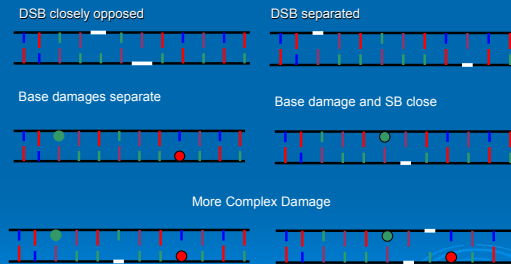 DSB closely opposed
DSB separated
Base damages separate
Base damage and SB close
More Complex Damage